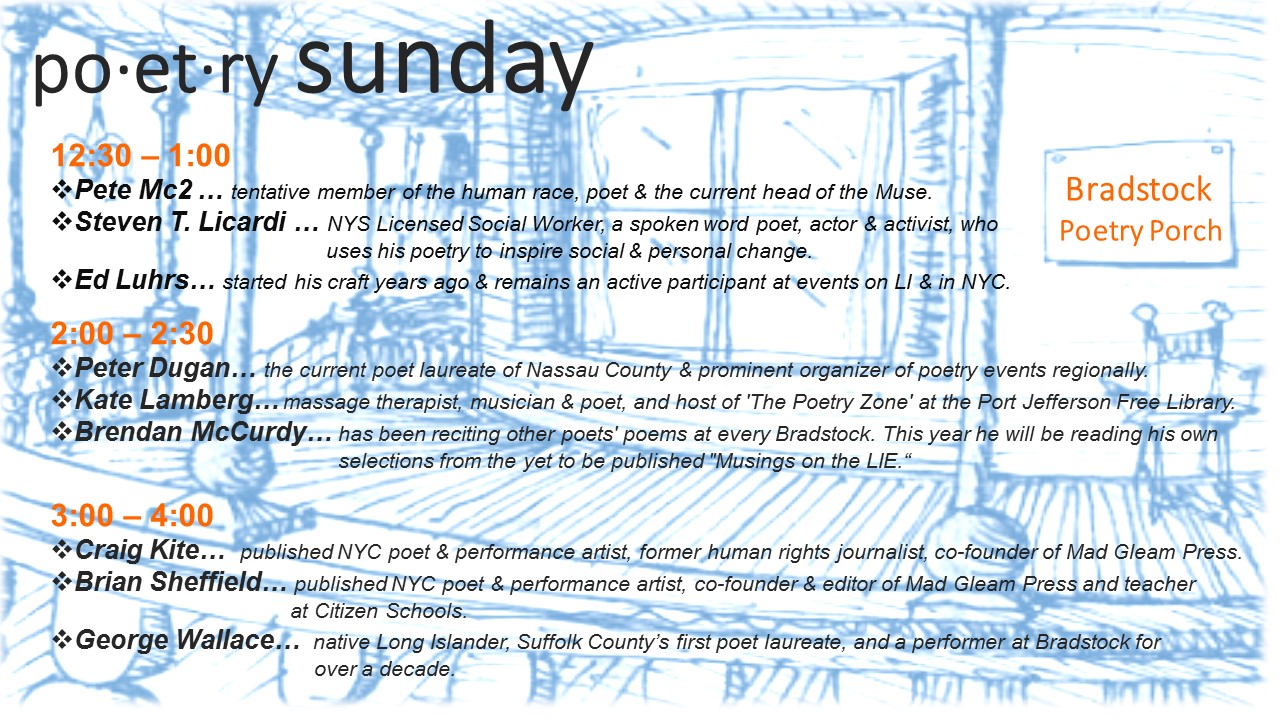 po·et·ry sunday
12:30 – 1:00
❖Pete Mc2 … tentative member of the human race, poet & the current head of the Muse.
❖Steven T. Licardi … NYS Licensed Social Worker, a spoken word poet, actor & activist, who
uses his poetry to inspire social & personal change.
❖Ed Luhrs… started his craft years ago & remains an active participant at events on LI & in NYC.
Bradstock
Poetry Porch
2:00 – 2:30
❖Peter Dugan… the current poet laureate of Nassau County & prominent organizer of poetry events regionally.
❖Kate Lamberg… massage therapist, musician & poet, and host of 'The Poetry Zone' at the Port Jefferson Free Library.
❖Brendan McCurdy… has been reciting other poets' poems at every Bradstock. This year he will be reading his own
selections from the yet to be published "Musings on the LIE.“
3:00 – 4:00
❖Craig Kite… published NYC poet & performance artist, former human rights journalist, co-founder of Mad Gleam Press.
❖Brian Sheffield… published NYC poet & performance artist, co-founder & editor of Mad Gleam Press and teacher
at Citizen Schools.
❖George Wallace… native Long Islander, Suffolk County’s first poet laureate, and a performer at Bradstock for
over a decade.